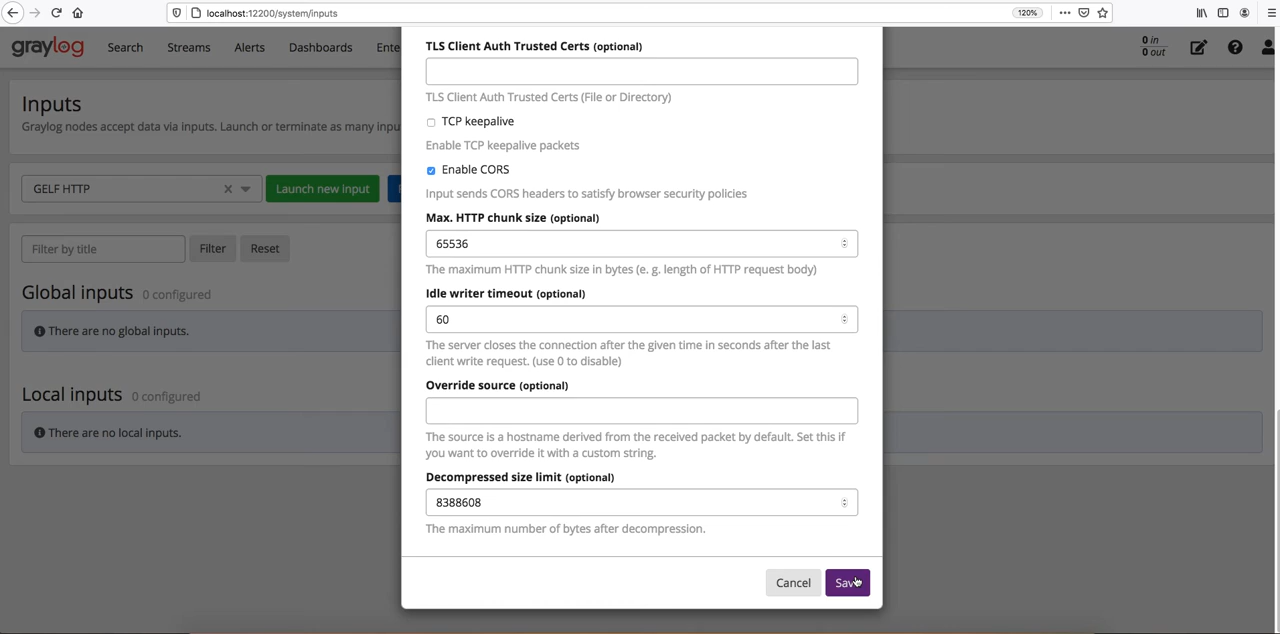 localhost:12200/system/inputs
120%
graylog
Search
Streams
Alerts
Dashboards
Ente
0 in
0 out
Inputs
Graylog nodes accept data via inputs. Launch or terminate as many inpu
GELF HTTP
Launch new input
Filter by title
Filter
Reset
Global inputs 0 configured
There are no global inputs.
Local inputs 0 configured
There are no local inputs.
TLS Client Auth Trusted Certs (optional)
TLS Client Auth Trusted Certs (File or Directory)
TCP keepalive
Enable TCP keepalive packets
Enable CORS
Input sends CORS headers to satisfy browser security policies
Max. HTTP chunk size (optional)
65536
The maximum HTTP chunk size in bytes (e. g. length of HTTP request body)
Idle writer timeout (optional)
60
The server closes the connection after the given time in seconds after the last
client write request. (use 0 to disable)
Override source (optional)
The source is a hostname derived from the received packet by default. Set this if
you want to override it with a custom string.
Decompressed size limit (optional)
8388608
The maximum number of bytes after decompression.
Cancel
Save